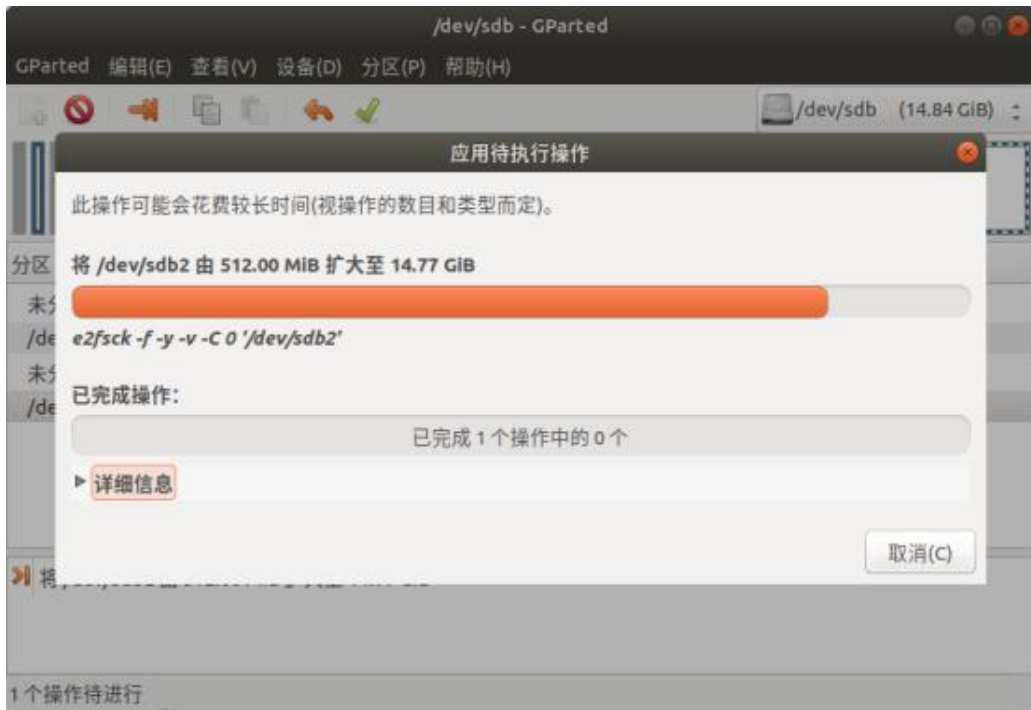 /dev/sdb - GParted
GParted 编辑(E) 查看(V) 设备(D) 分区(P) 帮助(H)
/dev/sdb (14.84 GiB)
应用待执行操作
此操作可能会花费较长时间(视操作的数目和类型而定)。
分区
将 /dev/sdb2 由 512.00 MiB 扩大至 14.77 GiB
未
/de
e2fsck -f -y -v -C 0 '/dev/sdb2'
未
已完成操作:
/de
已完成 1 个操作中的 0 个
详细信息
取消(C)
将
1 个操作待进行